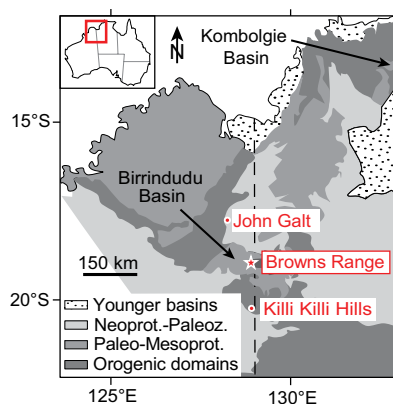 N
Kombolgie
Basin
15°S
Birrindudu
Basin
John Galt
Browns Range
150 km
20°S
Killi Killi Hills
Younger basins
Neoprot.-Paleoz.
Paleo-Mesoprot.
Orogenic domains
125°E
130°E